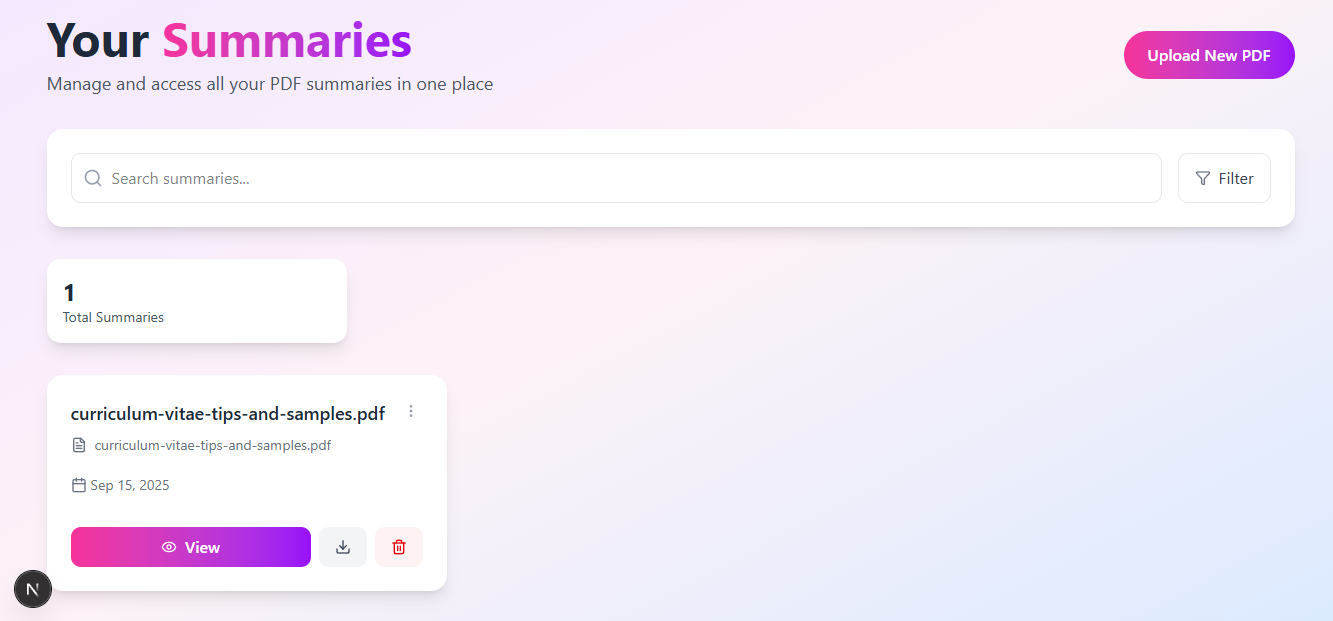 Your Summaries
Manage and access all your PDF summaries in one place
Upload New PDF
Search summaries...
Filter
1
Total Summaries
curriculum-vitae-tips-and-samples.pdf
curriculum-vitae-tips-and-samples.pdf
Sep 15, 2025
View
N